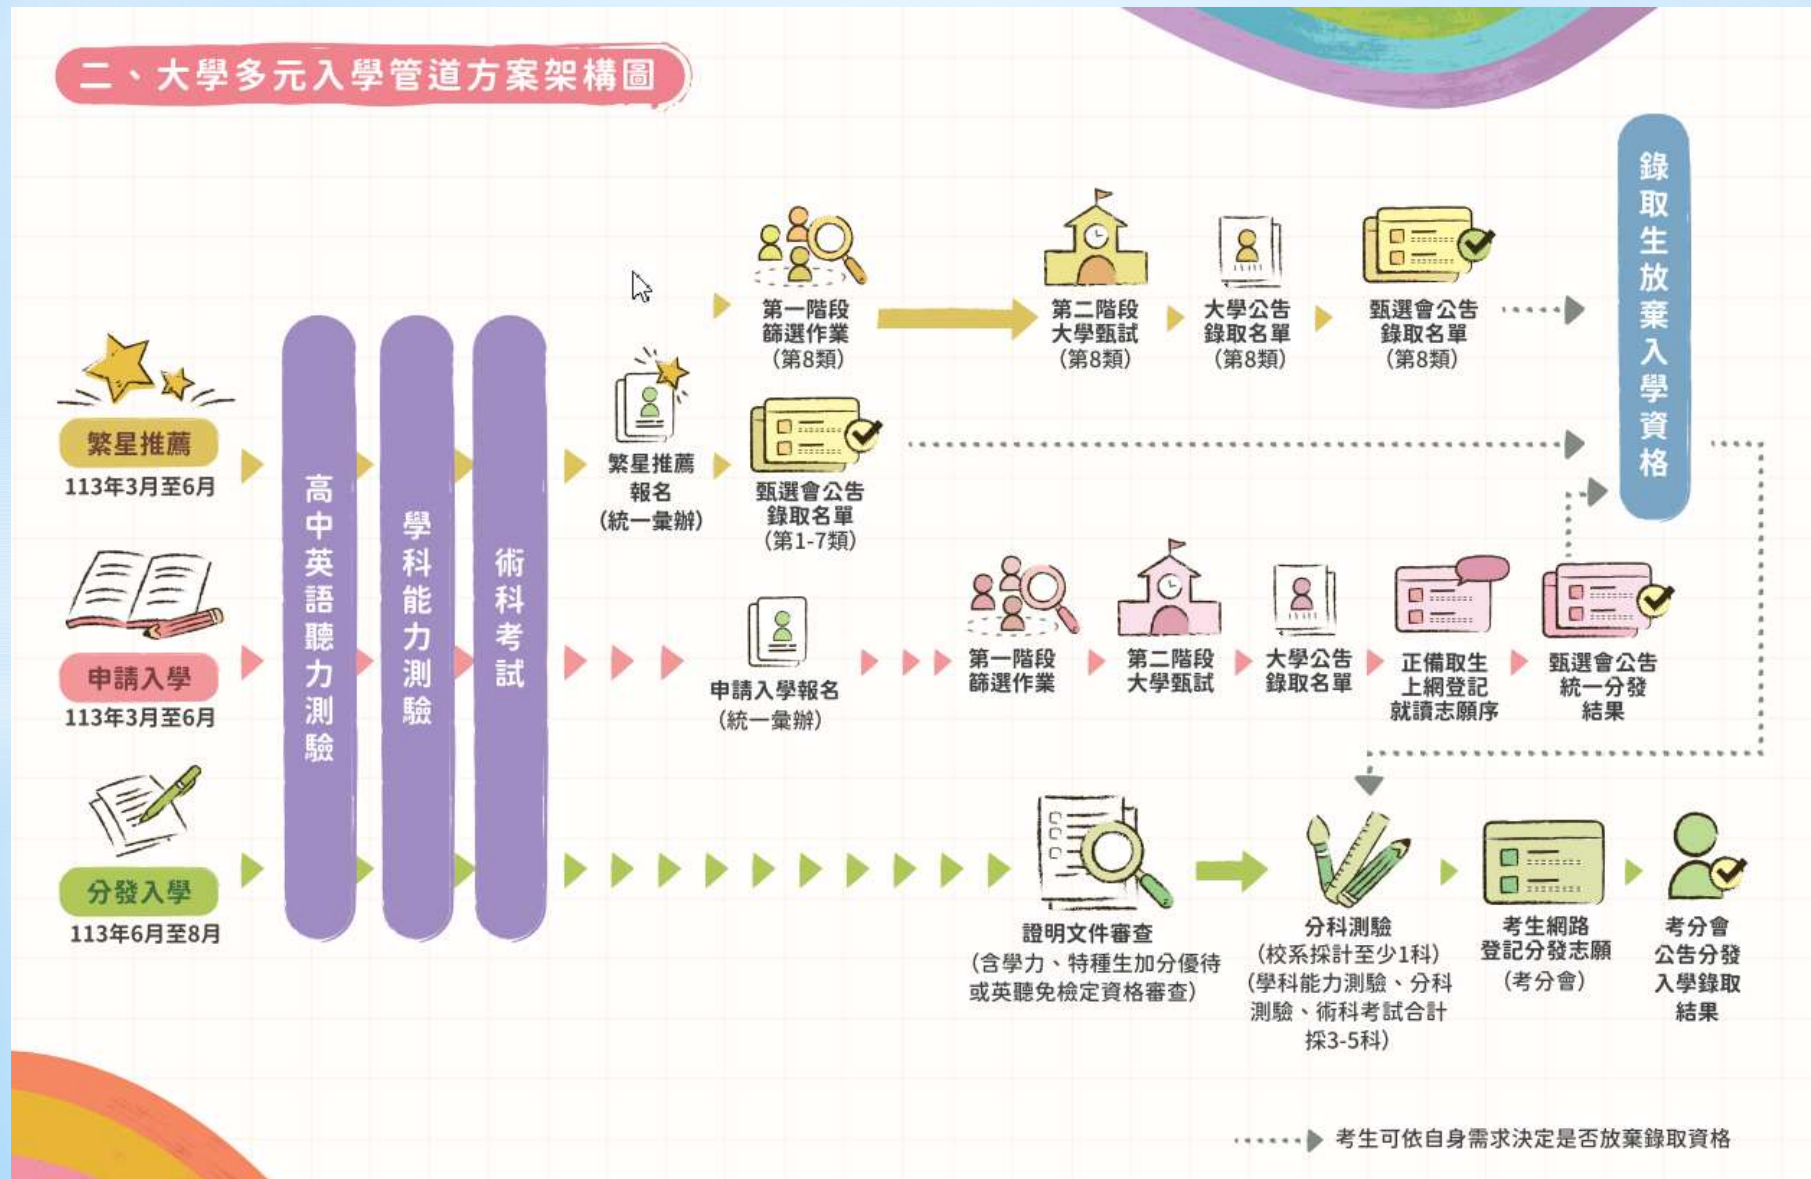 二、大學多元入學管道方案架構圖
錄取生放棄入學資格
第一階段
篩選作業
(第8類)
第二階段
大學甄試
(第8類)
大學公告
錄取名單
(第8類)
甄選會公告
錄取名單
(第8類)
繁星推薦
113年3月至6月
高中英語聽力測驗
學科能力測驗
術科考試
繁星推薦
報名
(統一彙辦)
甄選會公告
錄取名單
(第1-7類)
申請入學
113年3月至6月
申請入學報名
(統一彙辦)
第一階段
篩選作業
第二階段
大學甄試
大學公告
錄取名單
正備取生
上網登記
就讀志願序
甄選會公告
統一分發
結果
分發入學
113年6月至8月
證明文件審查
(含學力、特種生加分優待
或英聽免檢定資格審查)
分科測驗
(校系採計至少1科)
(學科能力測驗、分科
測驗、術科考試合計
採3-5科)
考生網路
登記分發志願
(考分會)
考分會
公告分發
入學錄取
結果
考生可依自身需求決定是否放棄錄取資格